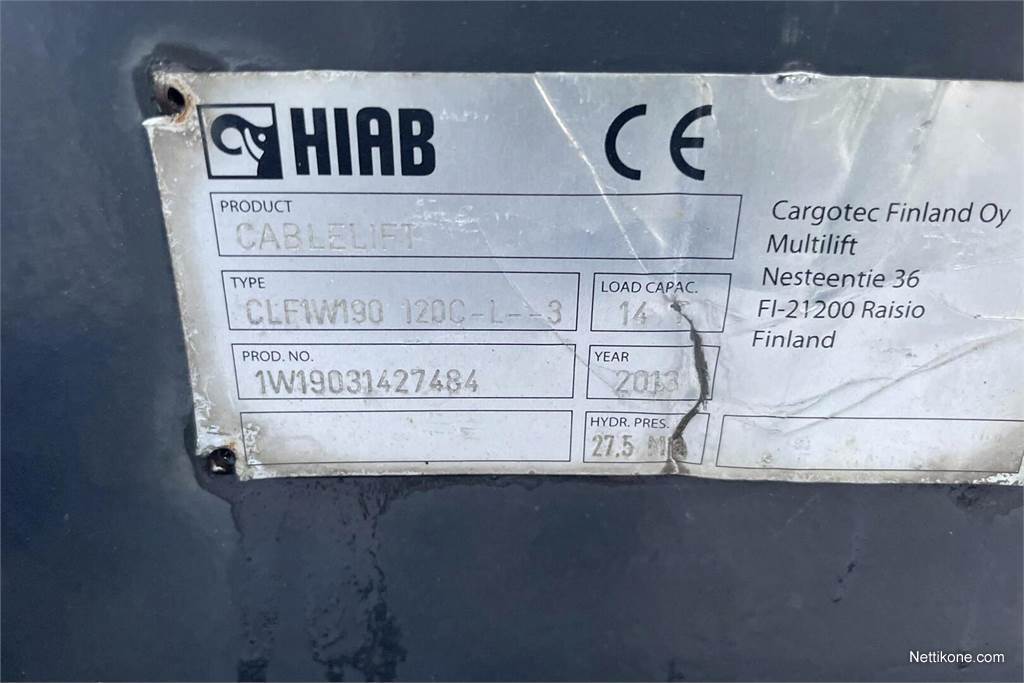 HIAB CE
PRODUCT
CABLELIFT
TYPE
CLF1W190 120C-L--3
LOAD CAPAC.
14 T
PROD. NO.
1W19031427484
YEAR
2013
HYDR. PRES.
27,5
Cargotec Finland Oy
Multilift
Nesteentie 36
FI-21200 Raisio
Finland
Nettikone.com